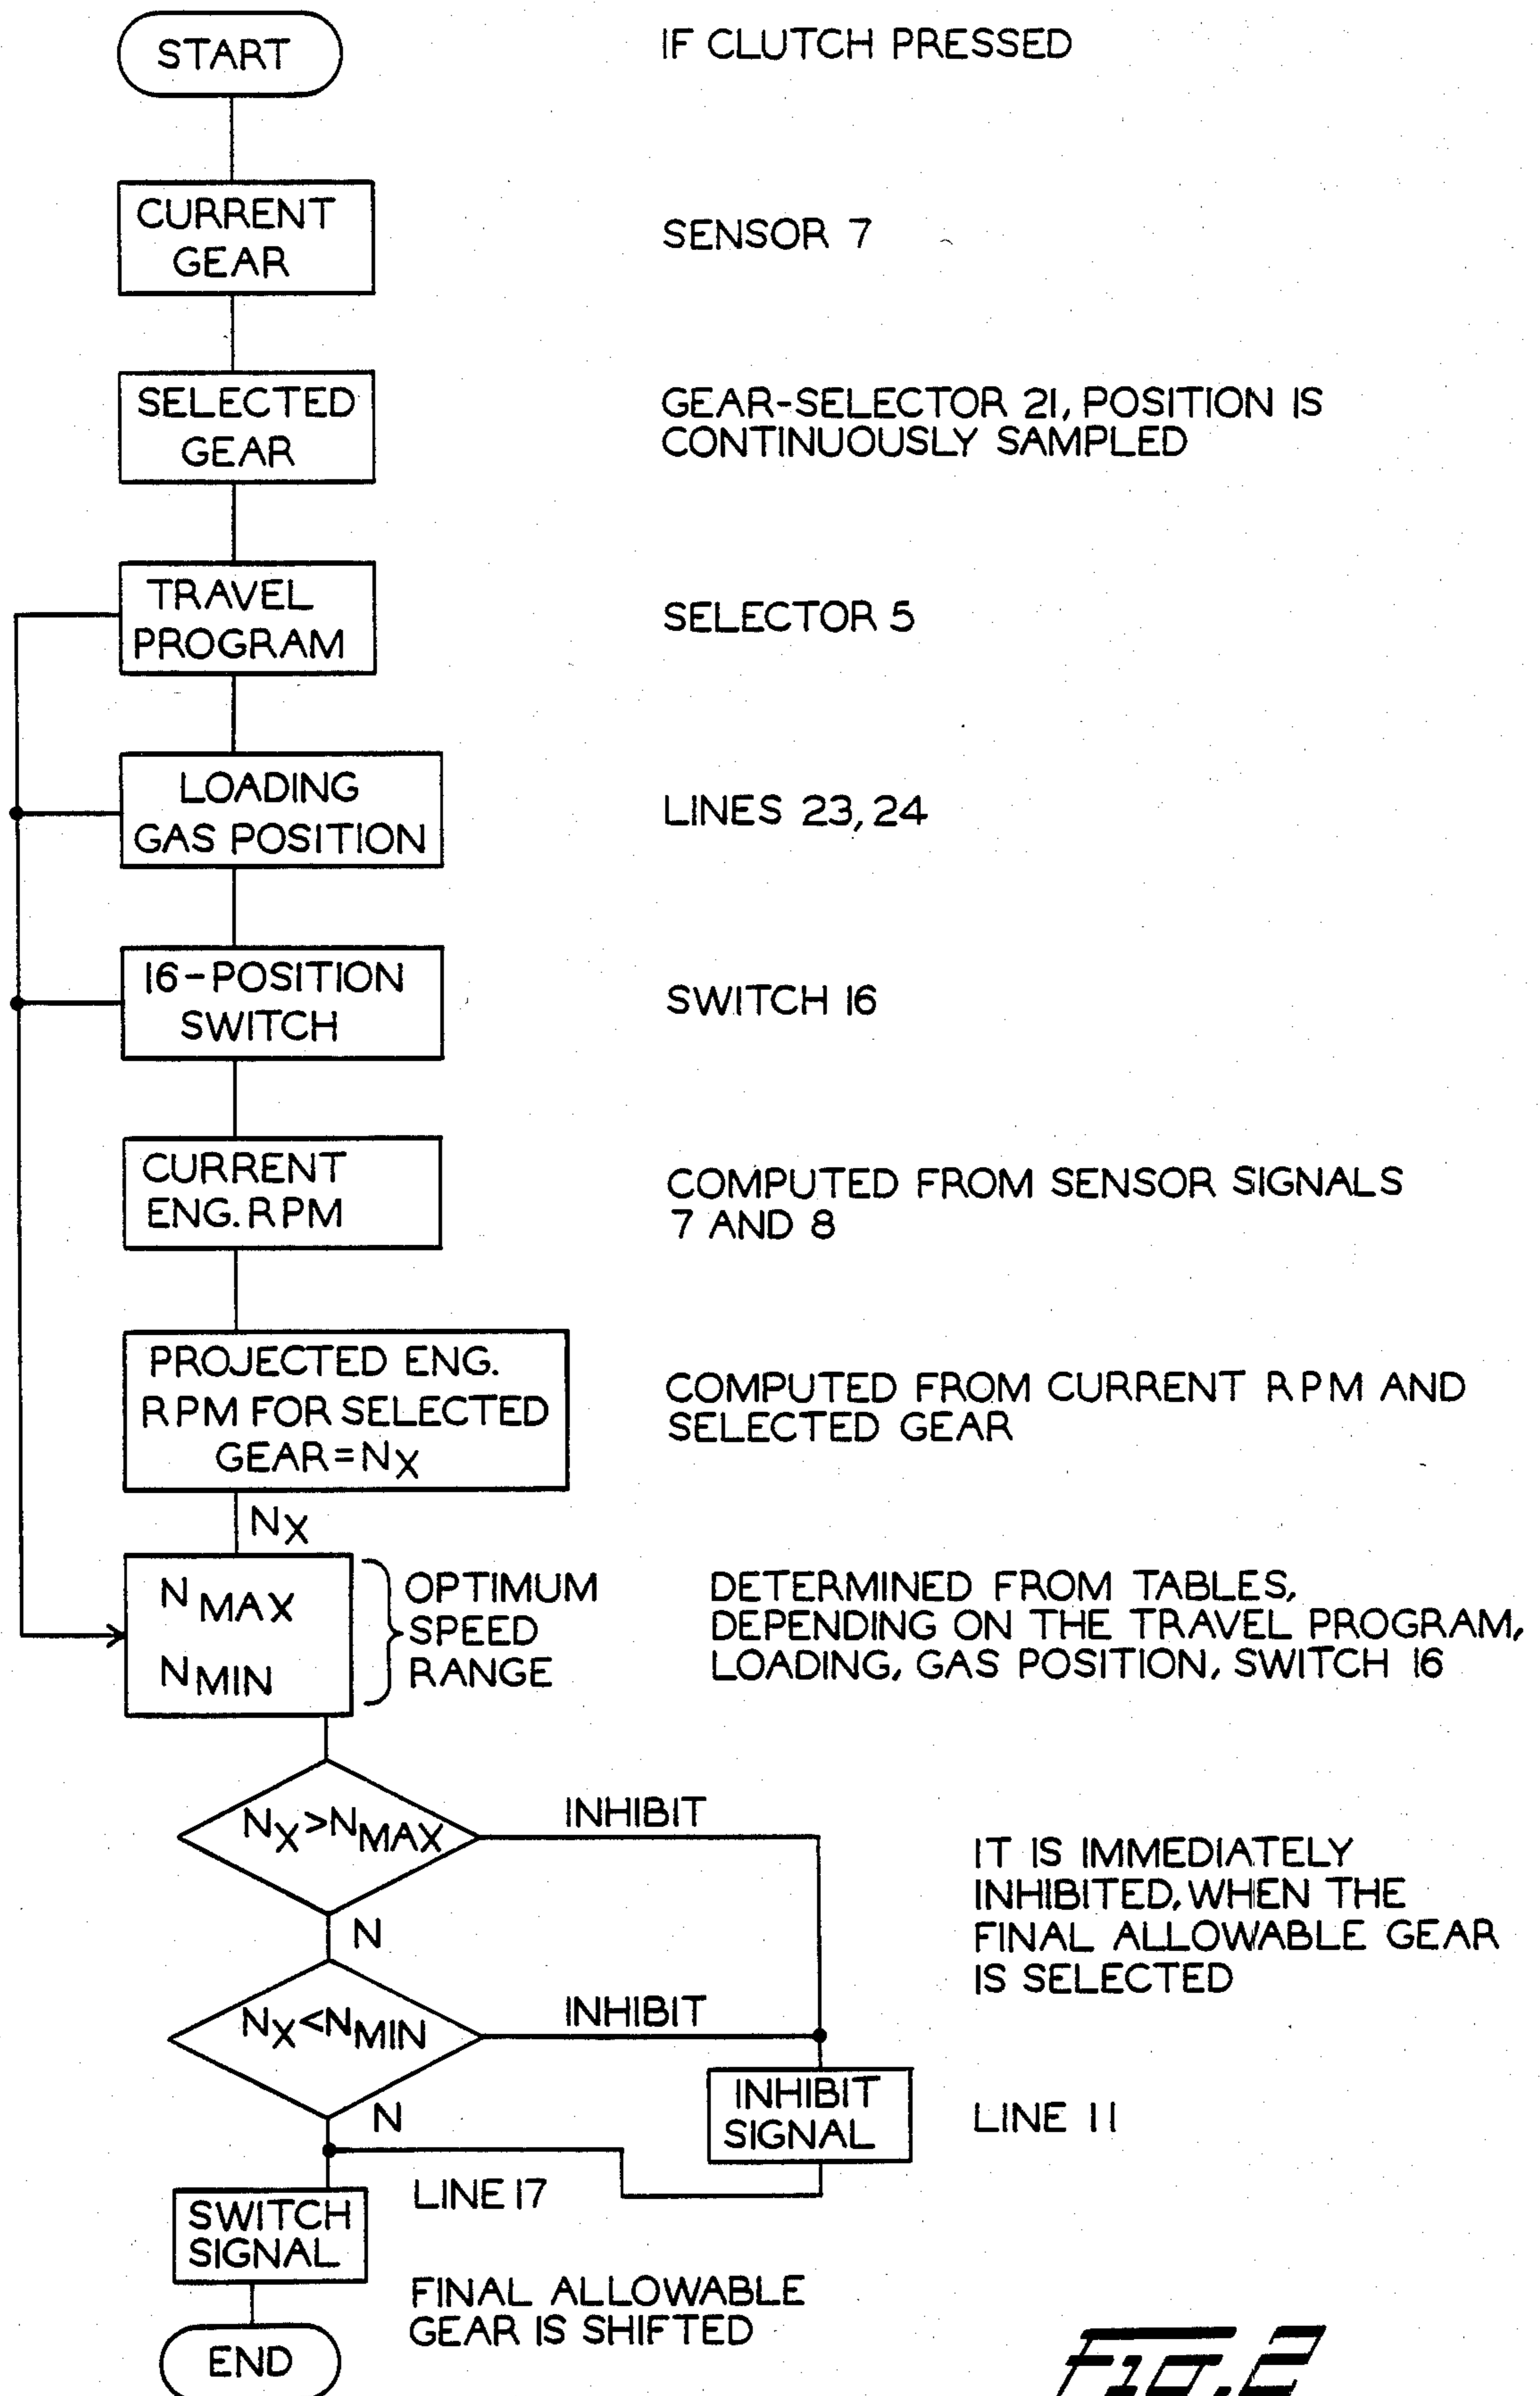 START
IF CLUTCH PRESSED
CURRENT
GEAR
SENSOR 7
SELECTED
GEAR
GEAR-SELECTOR 21, POSITION IS
CONTINUOUSLY SAMPLED
TRAVEL
PROGRAM
SELECTOR 5
LOADING
GAS POSITION
LINES 23, 24
16-POSITION
SWITCH
SWITCH 16
CURRENT
ENG. RPM
COMPUTED FROM SENSOR SIGNALS
7 AND 8
PROJECTED ENG.
RPM FOR SELECTED
GEAR=NX
COMPUTED FROM CURRENT RPM AND
SELECTED GEAR
NX
N MAX
N MIN
OPTIMUM
SPEED
RANGE
DETERMINED FROM TABLES,
DEPENDING ON THE TRAVEL PROGRAM,
LOADING, GAS POSITION, SWITCH 16
NX>NMAX
INHIBIT
N
IT IS IMMEDIATELY
INHIBITED, WHEN THE
FINAL ALLOWABLE GEAR
IS SELECTED
NX<NMIN
INHIBIT
N
INHIBIT
SIGNAL
LINE 11
LINE 17
SWITCH
SIGNAL
FINAL ALLOWABLE
GEAR IS SHIFTED
END
FIG. 2